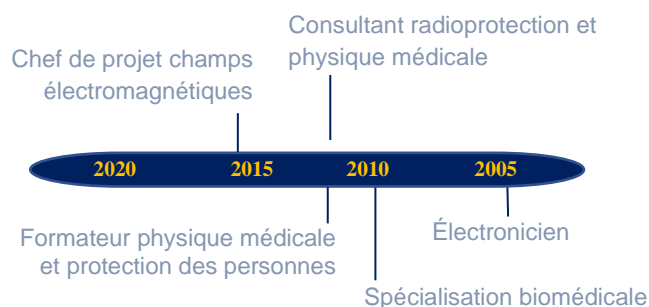 Consultant radioprotection et
physique médicale
Chef de projet champs
électromagnétiques
2020 2015 2010 2005
Formateur physique médicale
et protection des personnes
Électronicien
Spécialisation biomédicale